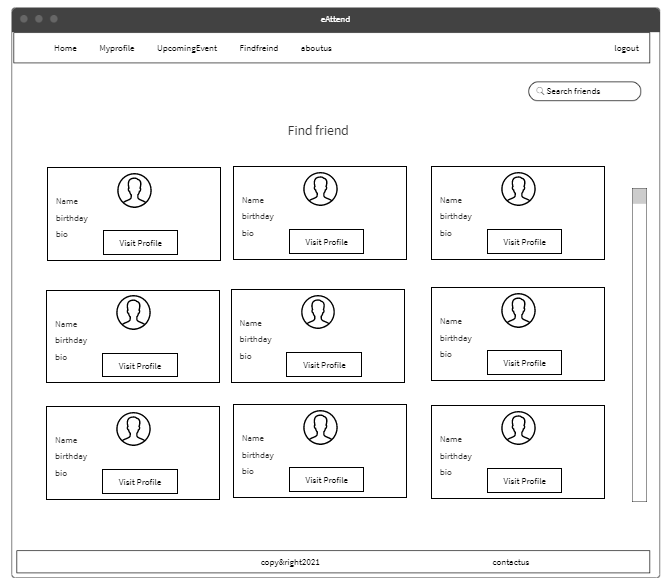 eAttend
Home Myprofile UpcomingEvent Findfreind aboutus logout
Search friends
Find friend
Name
birthday
bio
Visit Profile
Name
birthday
bio
Visit Profile
Name
birthday
bio
Visit Profile
Name
birthday
bio
Visit Profile
Name
birthday
bio
Visit Profile
Name
birthday
bio
Visit Profile
Name
birthday
bio
Visit Profile
Name
birthday
bio
Visit Profile
Name
birthday
bio
Visit Profile
copy&right2021 contactus